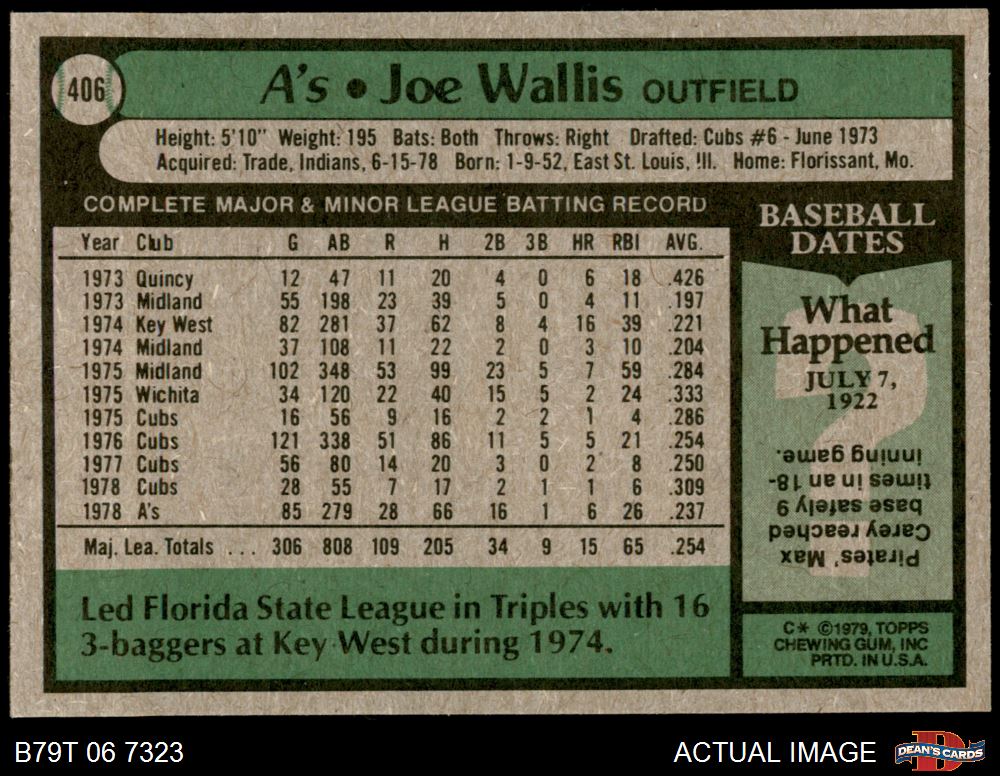 406
A's • Joe Wallis OUTFIELD
Height: 5'10" Weight: 195 Bats: Both Throws: Right Drafted: Cubs #6 - June 1973
Acquired: Trade, Indians, 6-15-78 Born: 1-9-52, East St. Louis, !ll. Home: Florissant, Mo.
COMPLETE MAJOR & MINOR LEAGUE BATTING RECORD
Year Club G AB R H 2B 3B HR RBI AVG.
1973 Quincy 12 47 11 20 4 0 6 18 .426
1973 Midland 55 198 23 39 5 0 4 11 .197
1974 Key West 82 281 37 62 8 4 16 39 .221
1974 Midland 37 108 11 22 2 0 3 10 .204
1975 Midland 102 348 53 99 23 5 7 59 .284
1975 Wichita 34 120 22 40 15 5 2 24 .333
1975 Cubs 16 56 9 16 2 2 1 4 .286
1976 Cubs 121 338 51 86 11 5 5 21 .254
1977 Cubs 56 80 14 20 3 0 2 8 .250
1978 Cubs 28 55 7 17 2 1 1 6 .309
1978 A's 85 279 28 66 16 1 6 26 .237
Maj. Lea. Totals ... 306 808 109 205 34 9 15 65 .254
Led Florida State League in Triples with 16
3-baggers at Key West during 1974.
BASEBALL
DATES
What
Happened
JULY 7,
1922
?
Pirates' Max
Carey reached
base safely 9
times in an 18-
inning game.
C* ©1979, TOPPS
CHEWING GUM, INC
PRTD. IN U.S.A.
B79T 06 7323
ACTUAL IMAGE
DEAN'S CARDS